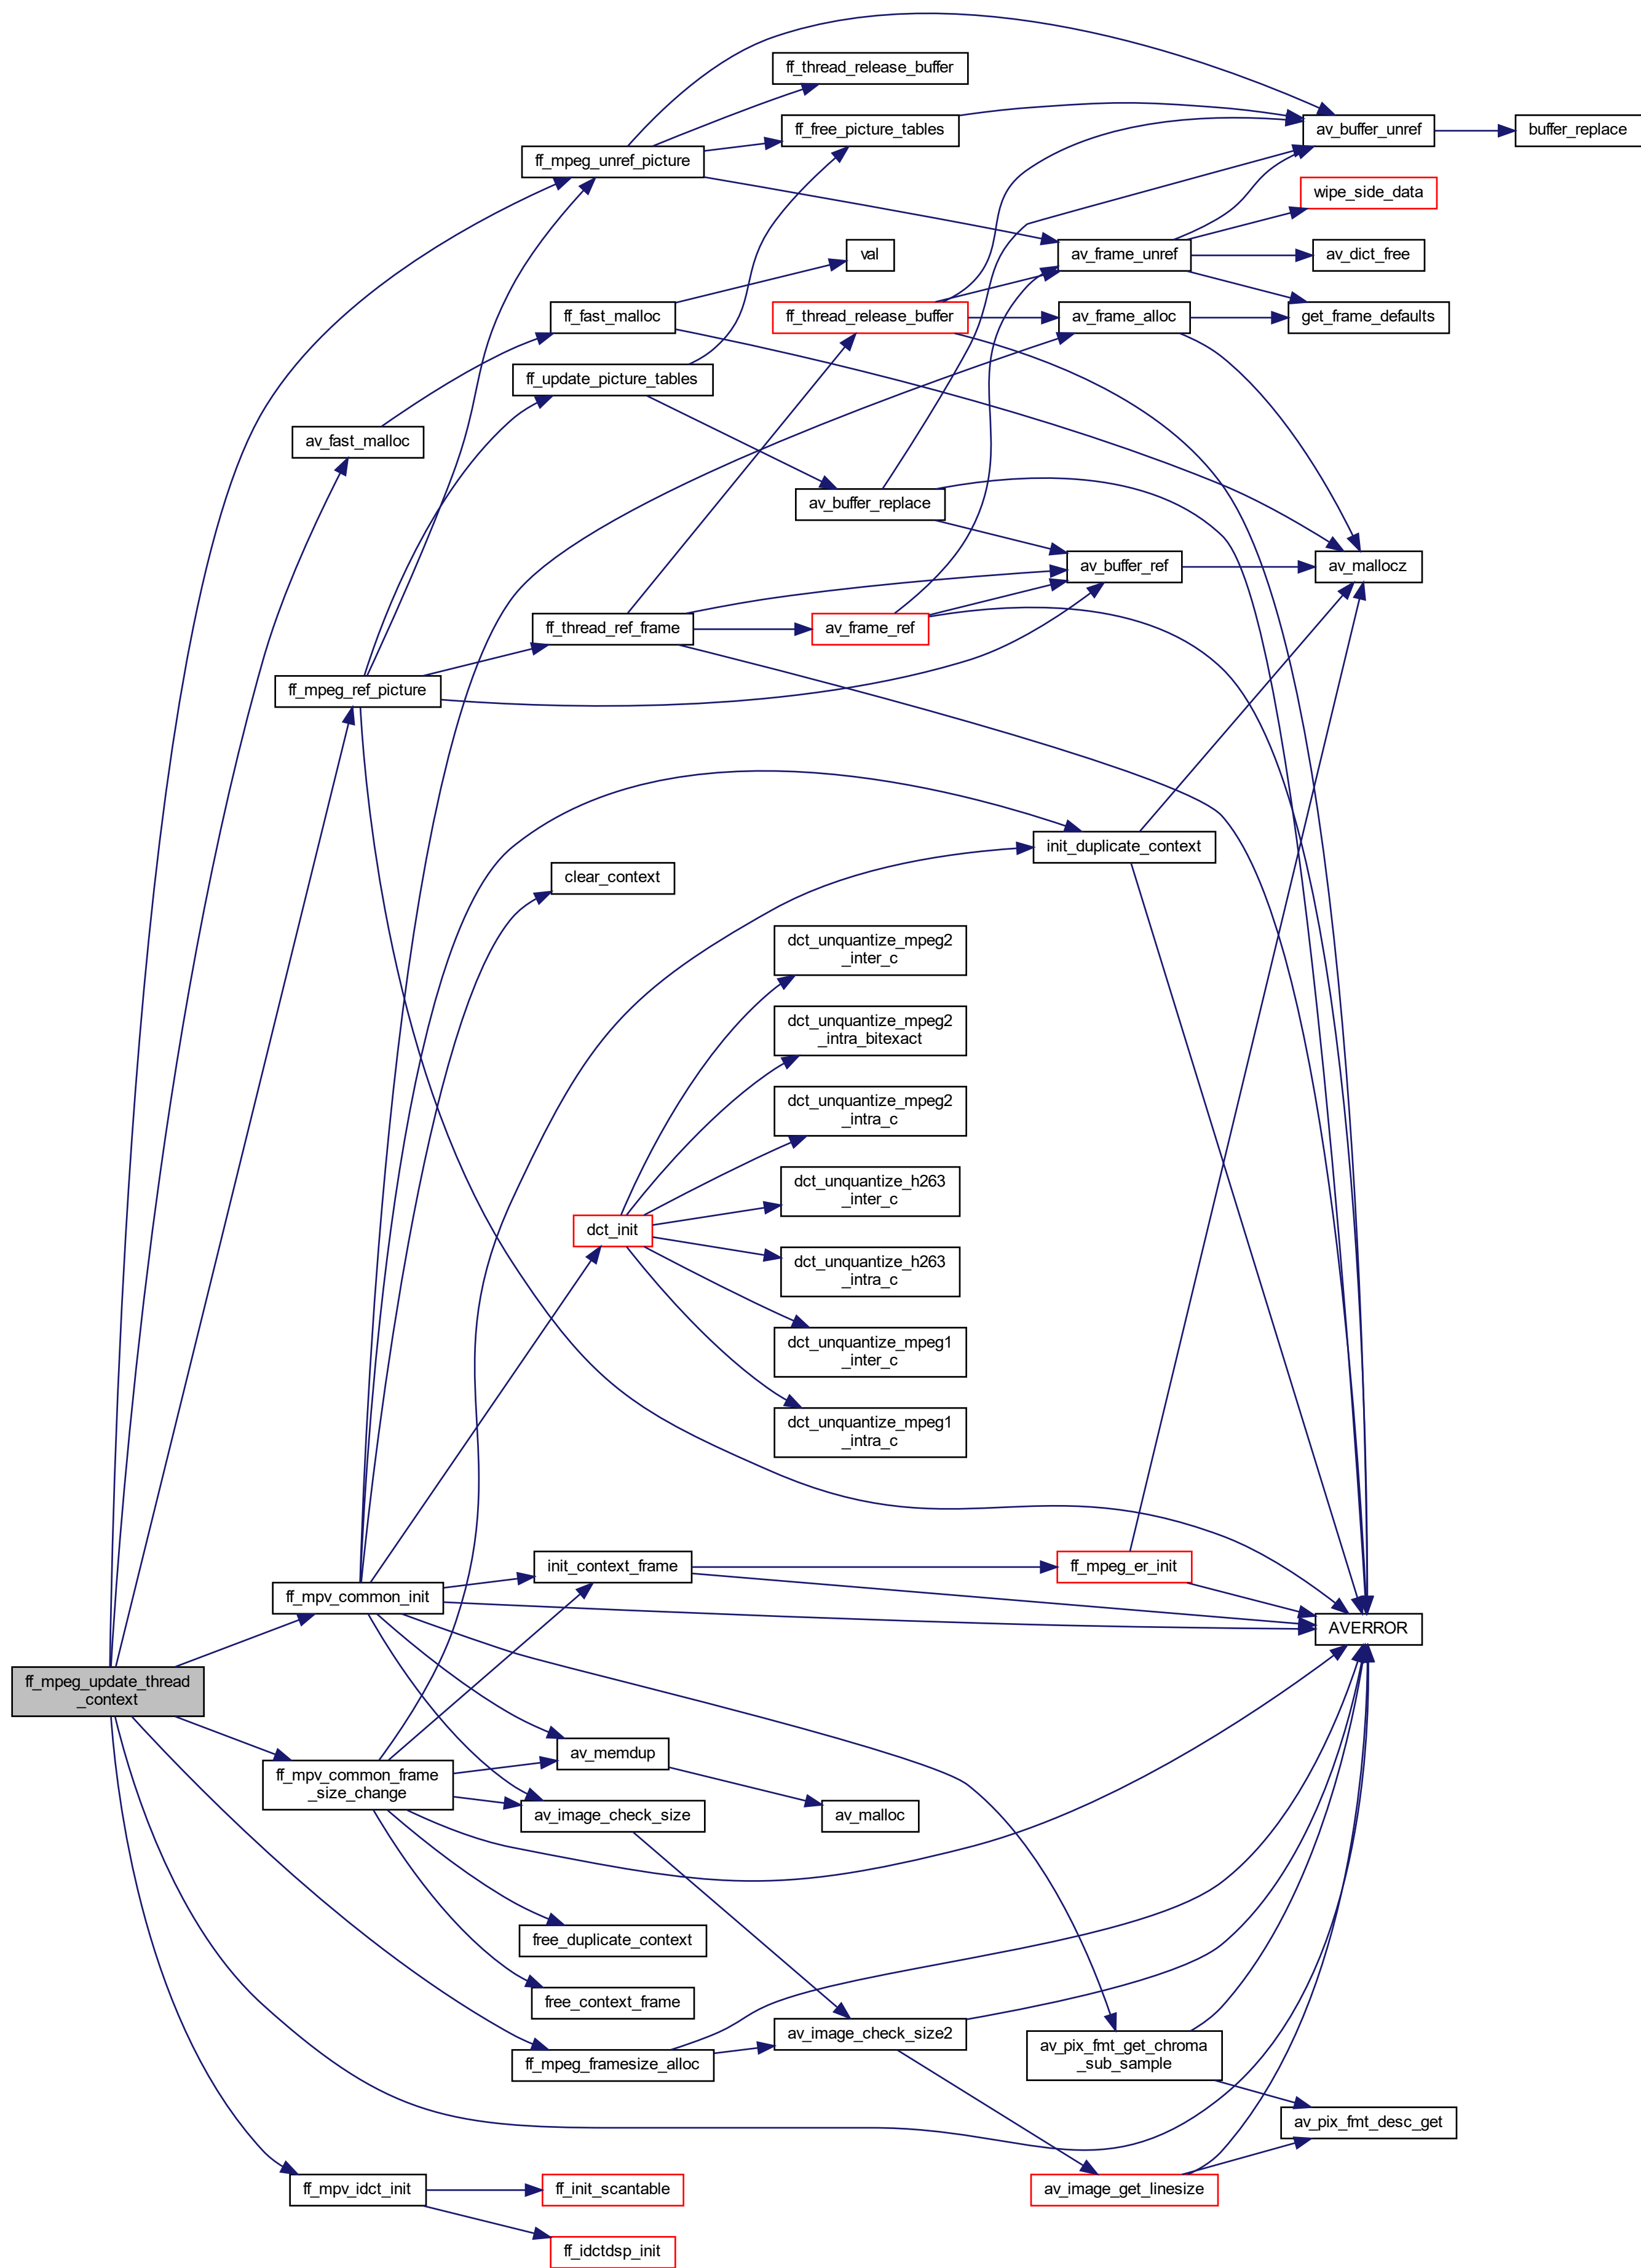 ff_thread_release_buffer
ff_free_picture_tables
av_buffer_unref
buffer_replace
ff_mpeg_unref_picture
wipe_side_data
val
av_frame_unref
av_dict_free
ff_fast_malloc
ff_thread_release_buffer
av_frame_alloc
get_frame_defaults
ff_update_picture_tables
av_fast_malloc
av_buffer_replace
av_buffer_ref
av_mallocz
ff_thread_ref_frame
av_frame_ref
ff_mpeg_ref_picture
init_duplicate_context
clear_context
dct_unquantize_mpeg2
_inter_c
dct_unquantize_mpeg2
_intra_bitexact
dct_unquantize_mpeg2
_intra_c
dct_unquantize_h263
_inter_c
dct_init
dct_unquantize_h263
_intra_c
dct_unquantize_mpeg1
_inter_c
dct_unquantize_mpeg1
_intra_c
init_context_frame
ff_mpeg_er_init
ff_mpv_common_init
AVERROR
ff_mpeg_update_thread
_context
av_memdup
ff_mpv_common_frame
_size_change
av_image_check_size
av_malloc
free_duplicate_context
free_context_frame
av_image_check_size2
ff_mpeg_framesize_alloc
av_pix_fmt_get_chroma
_sub_sample
av_pix_fmt_desc_get
ff_mpv_idct_init
ff_init_scantable
av_image_get_linesize
ff_idctdsp_init